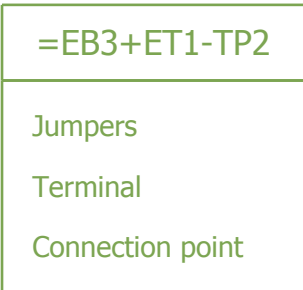 =EB3+ET1-TP2
Jumpers
Terminal
Connection point